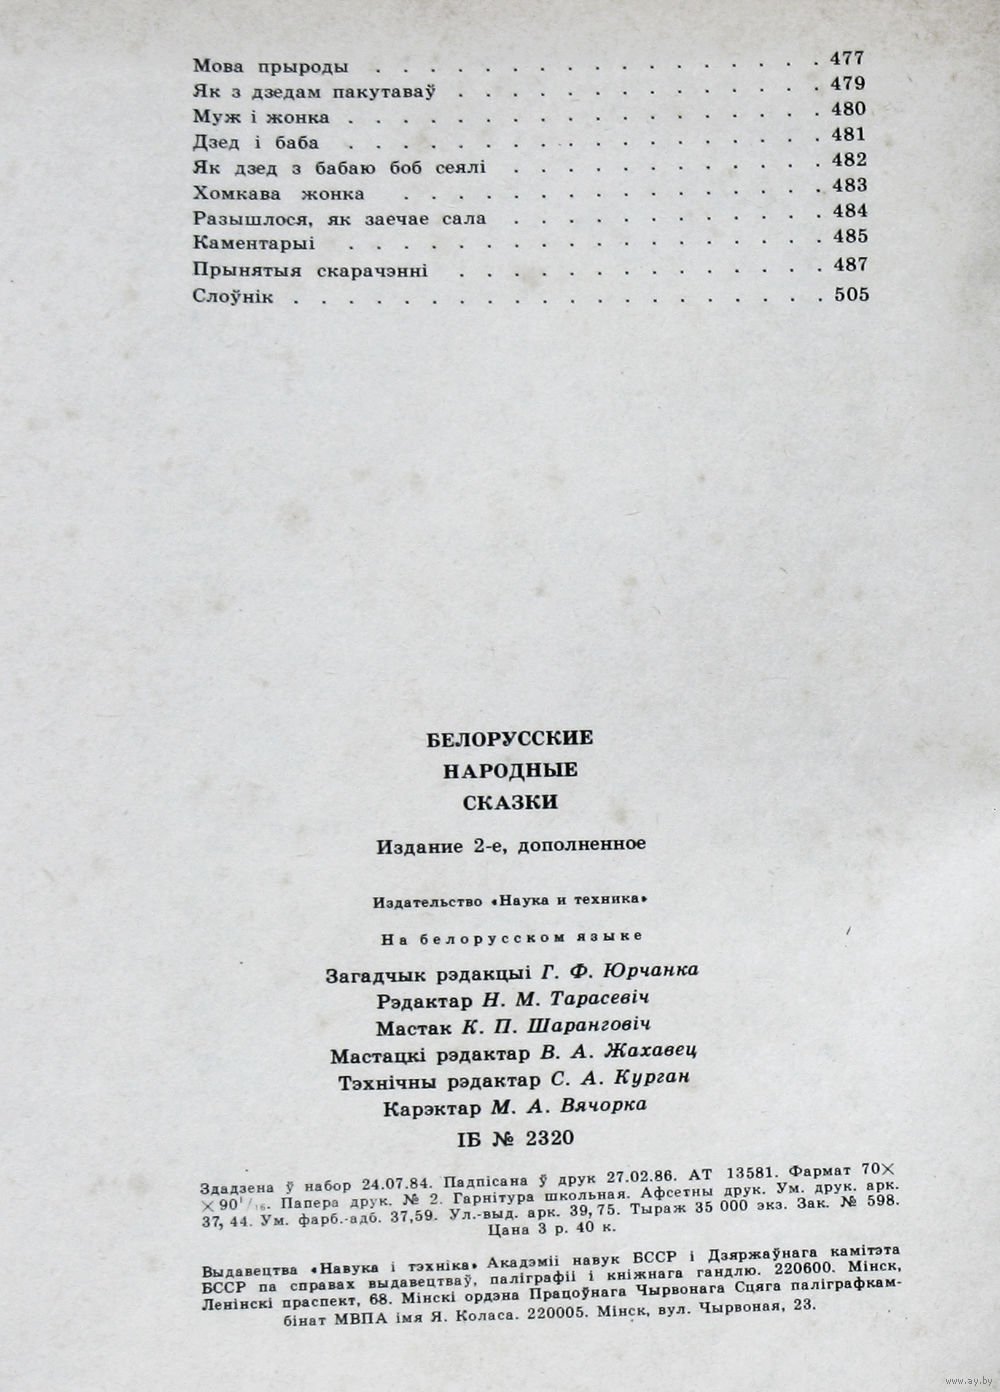 Мова прыроды . . . . . . . . . . . . . . . . . 477
Як з дзедам пакутаваў . . . . . . . . . . . . . . 479
Муж і жонка . . . . . . . . . . . . . . . . . . 480
Дзед і баба . . . . . . . . . . . . . . . . . . 481
Як дзед з бабаю боб сеялі . . . . . . . . . . . . 482
Хомкава жонка . . . . . . . . . . . . . . . . 483
Разышлося, як заечае сала . . . . . . . . . . . . 484
Каментарыі . . . . . . . . . . . . . . . . . . 485
Прынятыя скарачэнні . . . . . . . . . . . . . . 487
Слоўнік . . . . . . . . . . . . . . . . . . . . 505
БЕЛОРУССКИЕ
НАРОДНЫЕ
СКАЗКИ
Издание 2-е, дополненное
Издательство «Наука и техника»
На белорусском языке
Загадчык рэдакцыі Г. Ф. Юрчанка
Рэдактар Н. М. Тарасевіч
Мастак К. П. Шаранговіч
Мастацкі рэдактар В. А. Жахавец
Тэхнічны рэдактар С. А. Курган
Карэктар М. А. Вячорка
ІБ № 2320
Здадзена ў набор 24.07.84. Падпісана ў друк 27.02.86. АТ 13581. Фармат 70×
×90¹/₁₆. Папера друк. № 2. Гарнітура школьная. Афсетны друк. Ум. друк. арк.
37,44. Ум. фарб.-адб. 37,59. Ул.-выд. арк. 39,75. Тыраж 35 000 экз. Зак. № 598.
Цана 3 р. 40 к.
Выдавецтва «Навука і тэхніка» Акадэміі навук БССР і Дзяржаўнага камітэта
БССР па справах выдавецтваў, паліграфіі і кніжнага гандлю. 220600. Мінск,
Ленінскі праспект, 68. Мінскі ордэна Працоўнага Чырвонага Сцяга паліграфкам-
бінат МВПА імя Я. Коласа. 220005. Мінск, вул. Чырвоная, 23.
www.ay.by